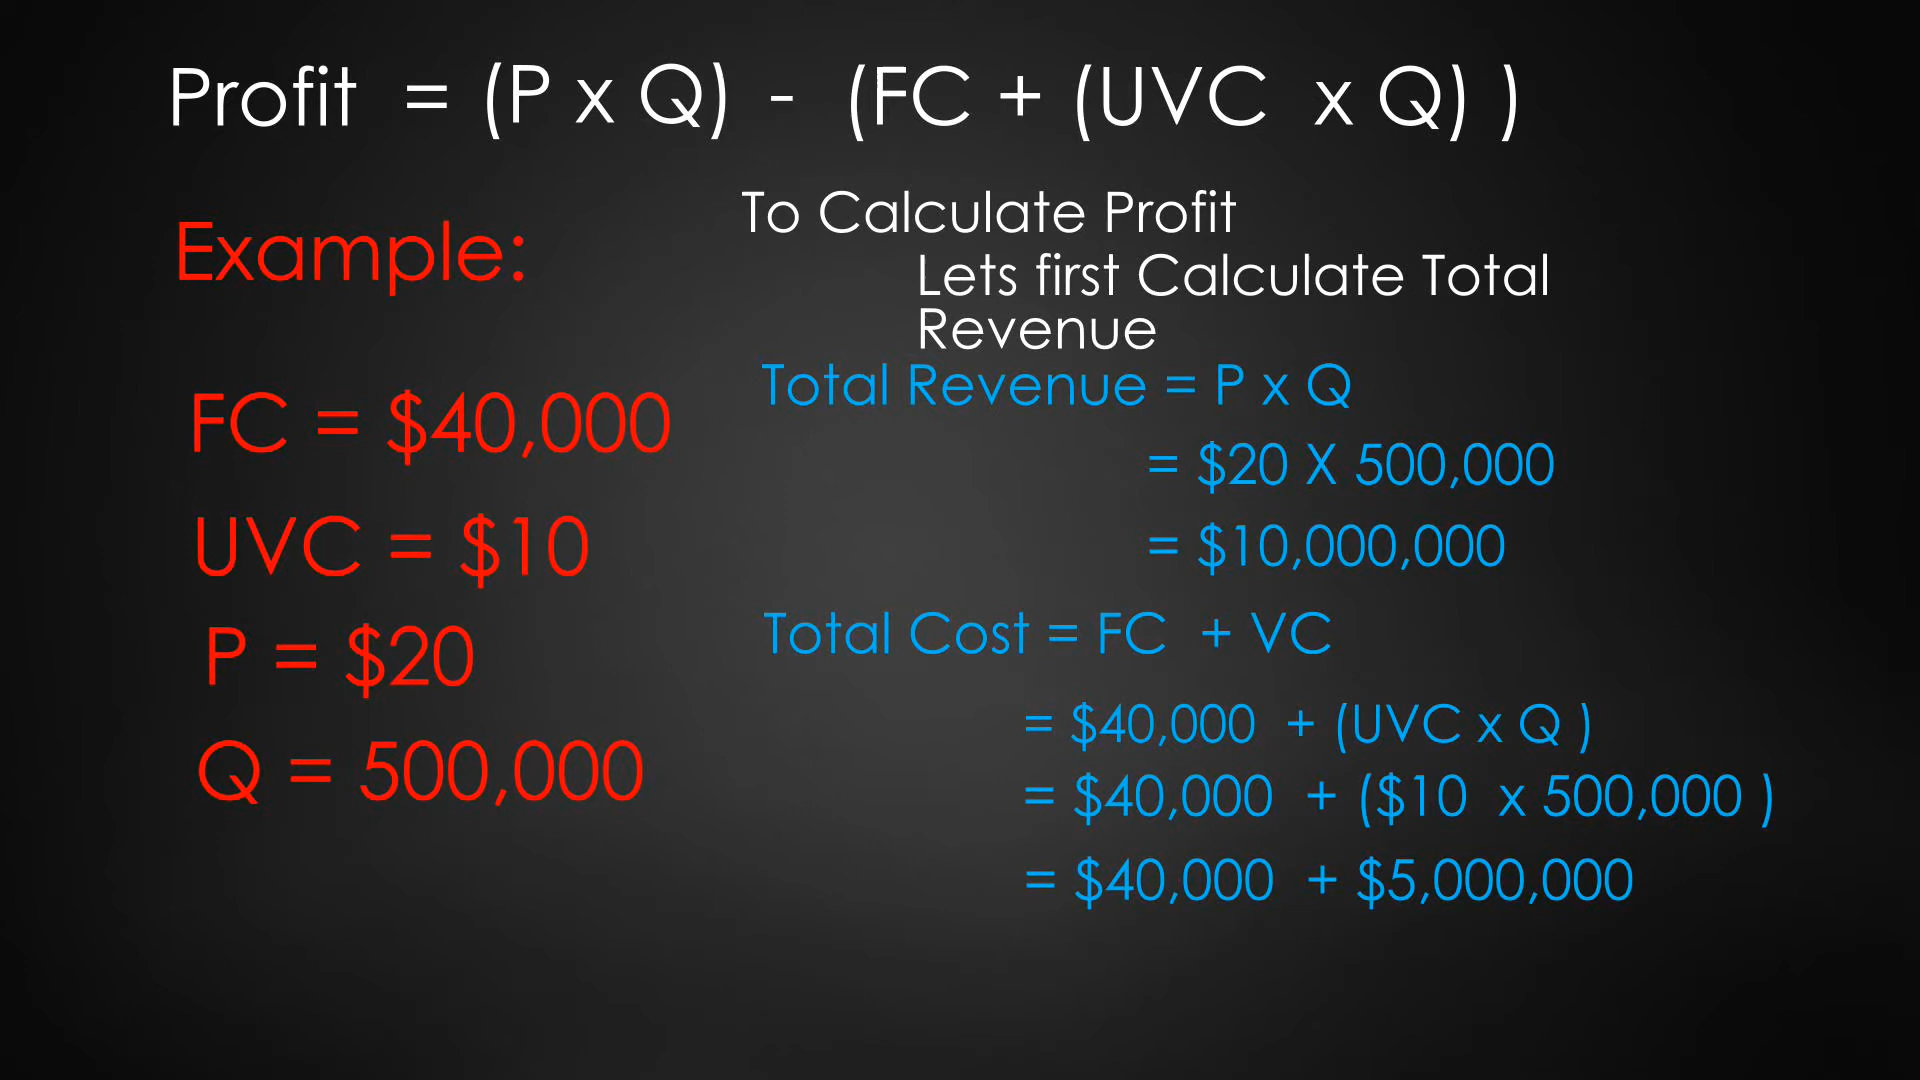 Profit = (P x Q) - (FC + (UVC x Q) )
Example:
FC = $40,000
UVC = $10
P = $20
Q = 500,000
To Calculate Profit
Lets first Calculate Total
Revenue
Total Revenue = P x Q
= $20 X 500,000
= $10,000,000
Total Cost = FC + VC
= $40,000 + (UVC x Q )
= $40,000 + ($10 x 500,000 )
= $40,000 + $5,000,000